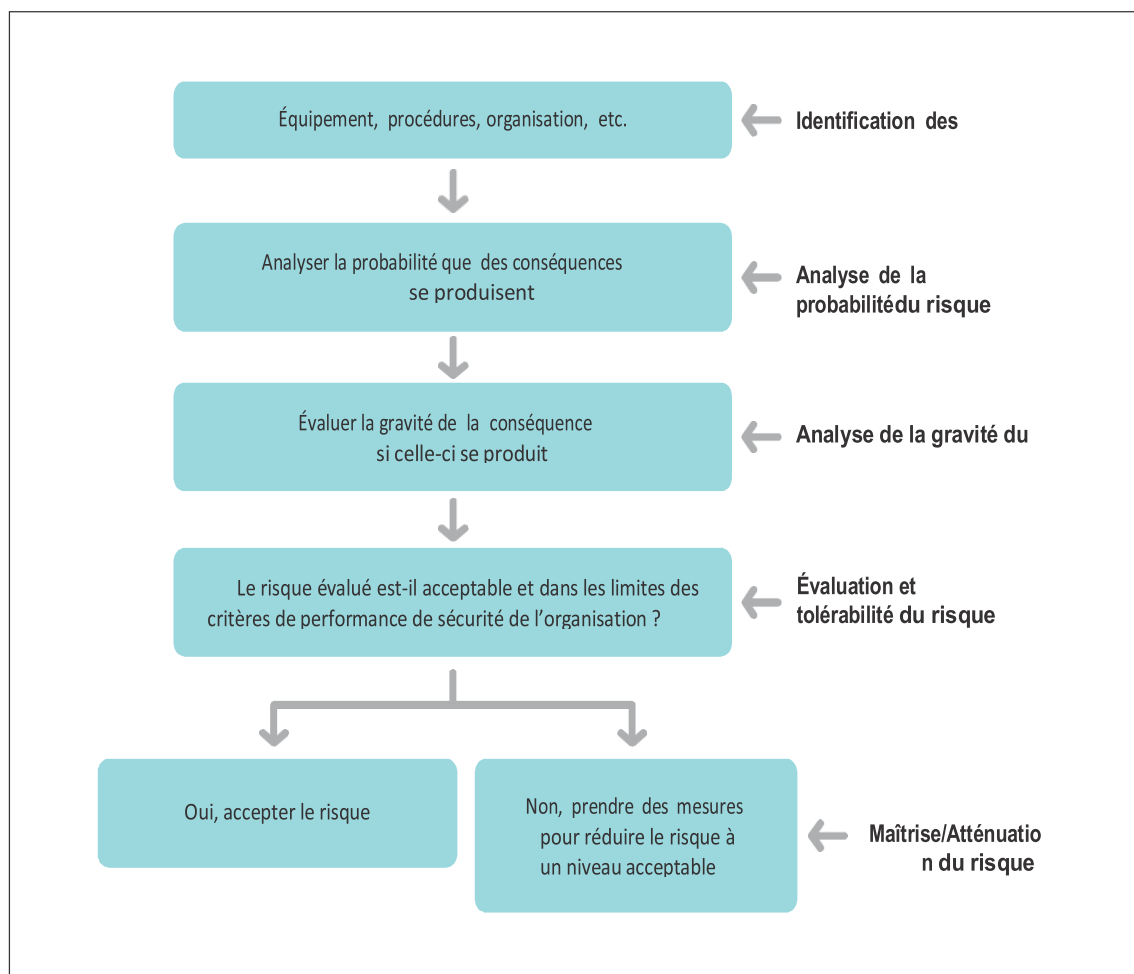 Équipement, procédures, organisation, etc.
Identification des
Analyser la probabilité que des conséquences
se produisent
Analyse de la
probabilitédu risque
Évaluer la gravité de la conséquence
si celle-ci se produit
Analyse de la gravité du
Le risque évalué est-il acceptable et dans les limites des
critères de performance de sécurité de l’organisation ?
Évaluation et
tolérabilité du risque
Oui, accepter le risque
Non, prendre des mesures
pour réduire le risque à
un niveau acceptable
Maîtrise/Atténuatio
n du risque